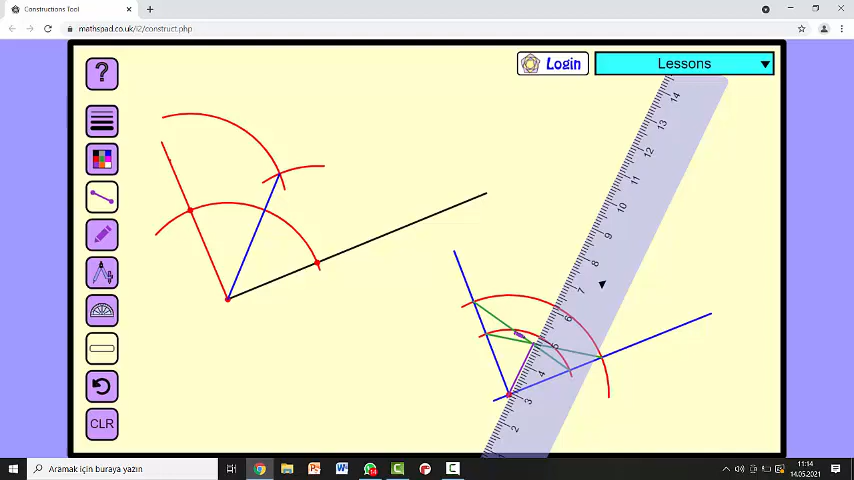 Constructions Tool
mathspad.co.uk/i2/construct.php
?
Login
Lessons
CLR
14
13
12
11
10
9
8
7
6
5
4
3
2
Aramak için buraya yazın
11:14
14.05.2021